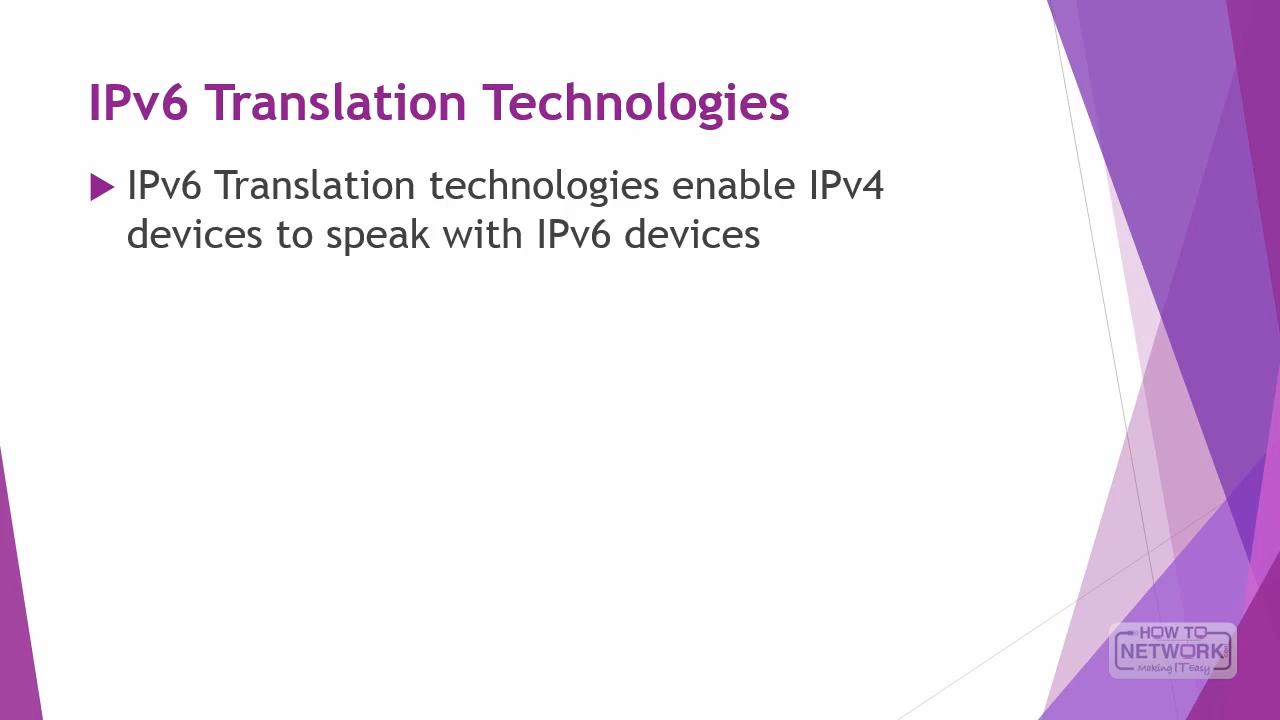 IPv6 Translation Technologies
IPv6 Translation technologies enable IPv4
devices to speak with IPv6 devices
HOW TO
NETWORK
Making IT Easy